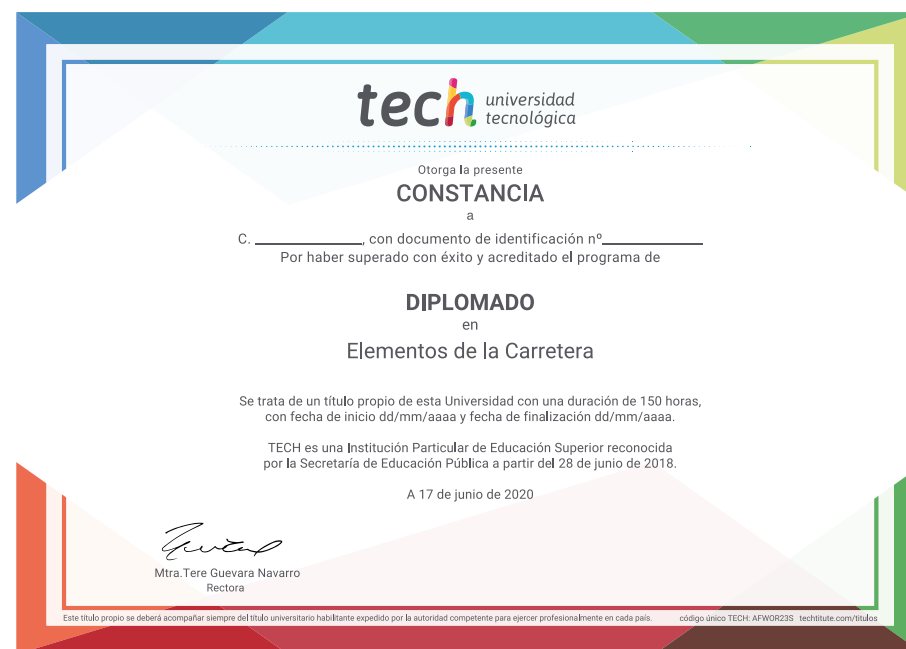 tech universidad
tecnológica
Otorga la presente
CONSTANCIA
a
C. ________________, con documento de identificación nº_______________
Por haber superado con éxito y acreditado el programa de
DIPLOMADO
en
Elementos de la Carretera
Se trata de un título propio de esta Universidad con una duración de 150 horas,
con fecha de inicio dd/mm/aaaa y fecha de finalización dd/mm/aaaa.
TECH es una Institución Particular de Educación Superior reconocida
por la Secretaría de Educación Pública a partir del 28 de junio de 2018.
A 17 de junio de 2020
Mtra.Tere Guevara Navarro
Rectora
Este título propio se deberá acompañar siempre del título universitario habilitante expedido por la autoridad competente para ejercer profesionalmente en cada país. código único TECH: AFWOR23S techtitute.com/titulos